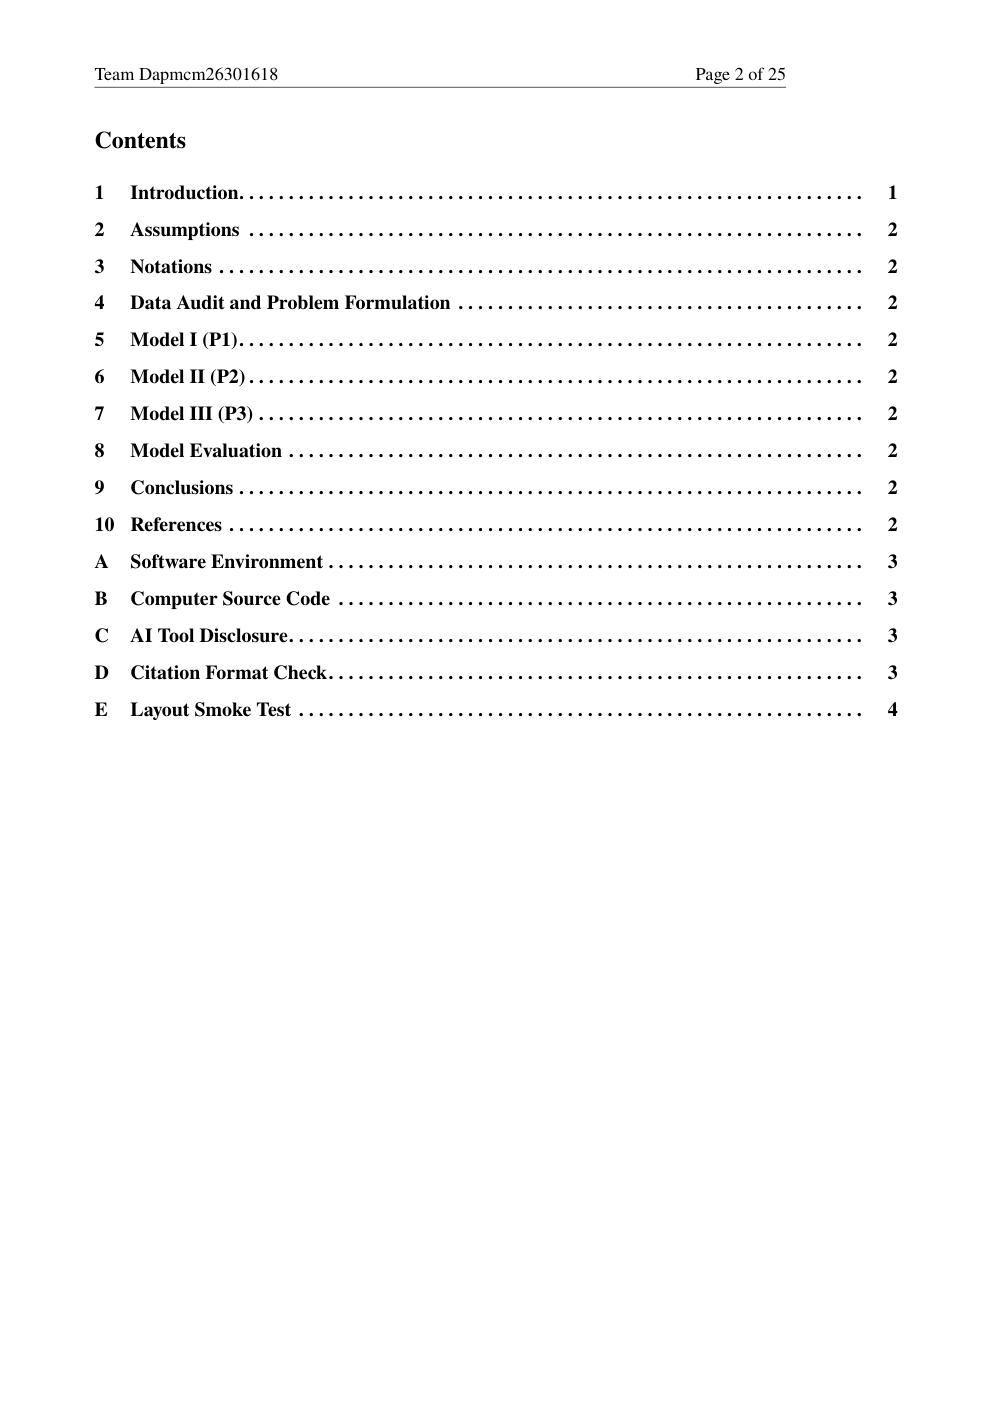 Team Dapmcm26301618 Page 2 of 25
Contents
1 Introduction. . . . . . . . . . . . . . . . . . . . . . . . . . . . . . . . . . . . . . . . . . . . . . . . . . . . . . . . . . . . . . . 1
2 Assumptions . . . . . . . . . . . . . . . . . . . . . . . . . . . . . . . . . . . . . . . . . . . . . . . . . . . . . . . . . . . . . . 2
3 Notations . . . . . . . . . . . . . . . . . . . . . . . . . . . . . . . . . . . . . . . . . . . . . . . . . . . . . . . . . . . . . . . . . 2
4 Data Audit and Problem Formulation . . . . . . . . . . . . . . . . . . . . . . . . . . . . . . . . . . . . . . . . . 2
5 Model I (P1). . . . . . . . . . . . . . . . . . . . . . . . . . . . . . . . . . . . . . . . . . . . . . . . . . . . . . . . . . . . . . . 2
6 Model II (P2) . . . . . . . . . . . . . . . . . . . . . . . . . . . . . . . . . . . . . . . . . . . . . . . . . . . . . . . . . . . . . . 2
7 Model III (P3) . . . . . . . . . . . . . . . . . . . . . . . . . . . . . . . . . . . . . . . . . . . . . . . . . . . . . . . . . . . . . 2
8 Model Evaluation . . . . . . . . . . . . . . . . . . . . . . . . . . . . . . . . . . . . . . . . . . . . . . . . . . . . . . . . . . 2
9 Conclusions . . . . . . . . . . . . . . . . . . . . . . . . . . . . . . . . . . . . . . . . . . . . . . . . . . . . . . . . . . . . . . . 2
10 References . . . . . . . . . . . . . . . . . . . . . . . . . . . . . . . . . . . . . . . . . . . . . . . . . . . . . . . . . . . . . . . . 2
A Software Environment . . . . . . . . . . . . . . . . . . . . . . . . . . . . . . . . . . . . . . . . . . . . . . . . . . . . . . 3
B Computer Source Code . . . . . . . . . . . . . . . . . . . . . . . . . . . . . . . . . . . . . . . . . . . . . . . . . . . . . 3
C AI Tool Disclosure. . . . . . . . . . . . . . . . . . . . . . . . . . . . . . . . . . . . . . . . . . . . . . . . . . . . . . . . . . 3
D Citation Format Check. . . . . . . . . . . . . . . . . . . . . . . . . . . . . . . . . . . . . . . . . . . . . . . . . . . . . . 3
E Layout Smoke Test . . . . . . . . . . . . . . . . . . . . . . . . . . . . . . . . . . . . . . . . . . . . . . . . . . . . . . . . . 4